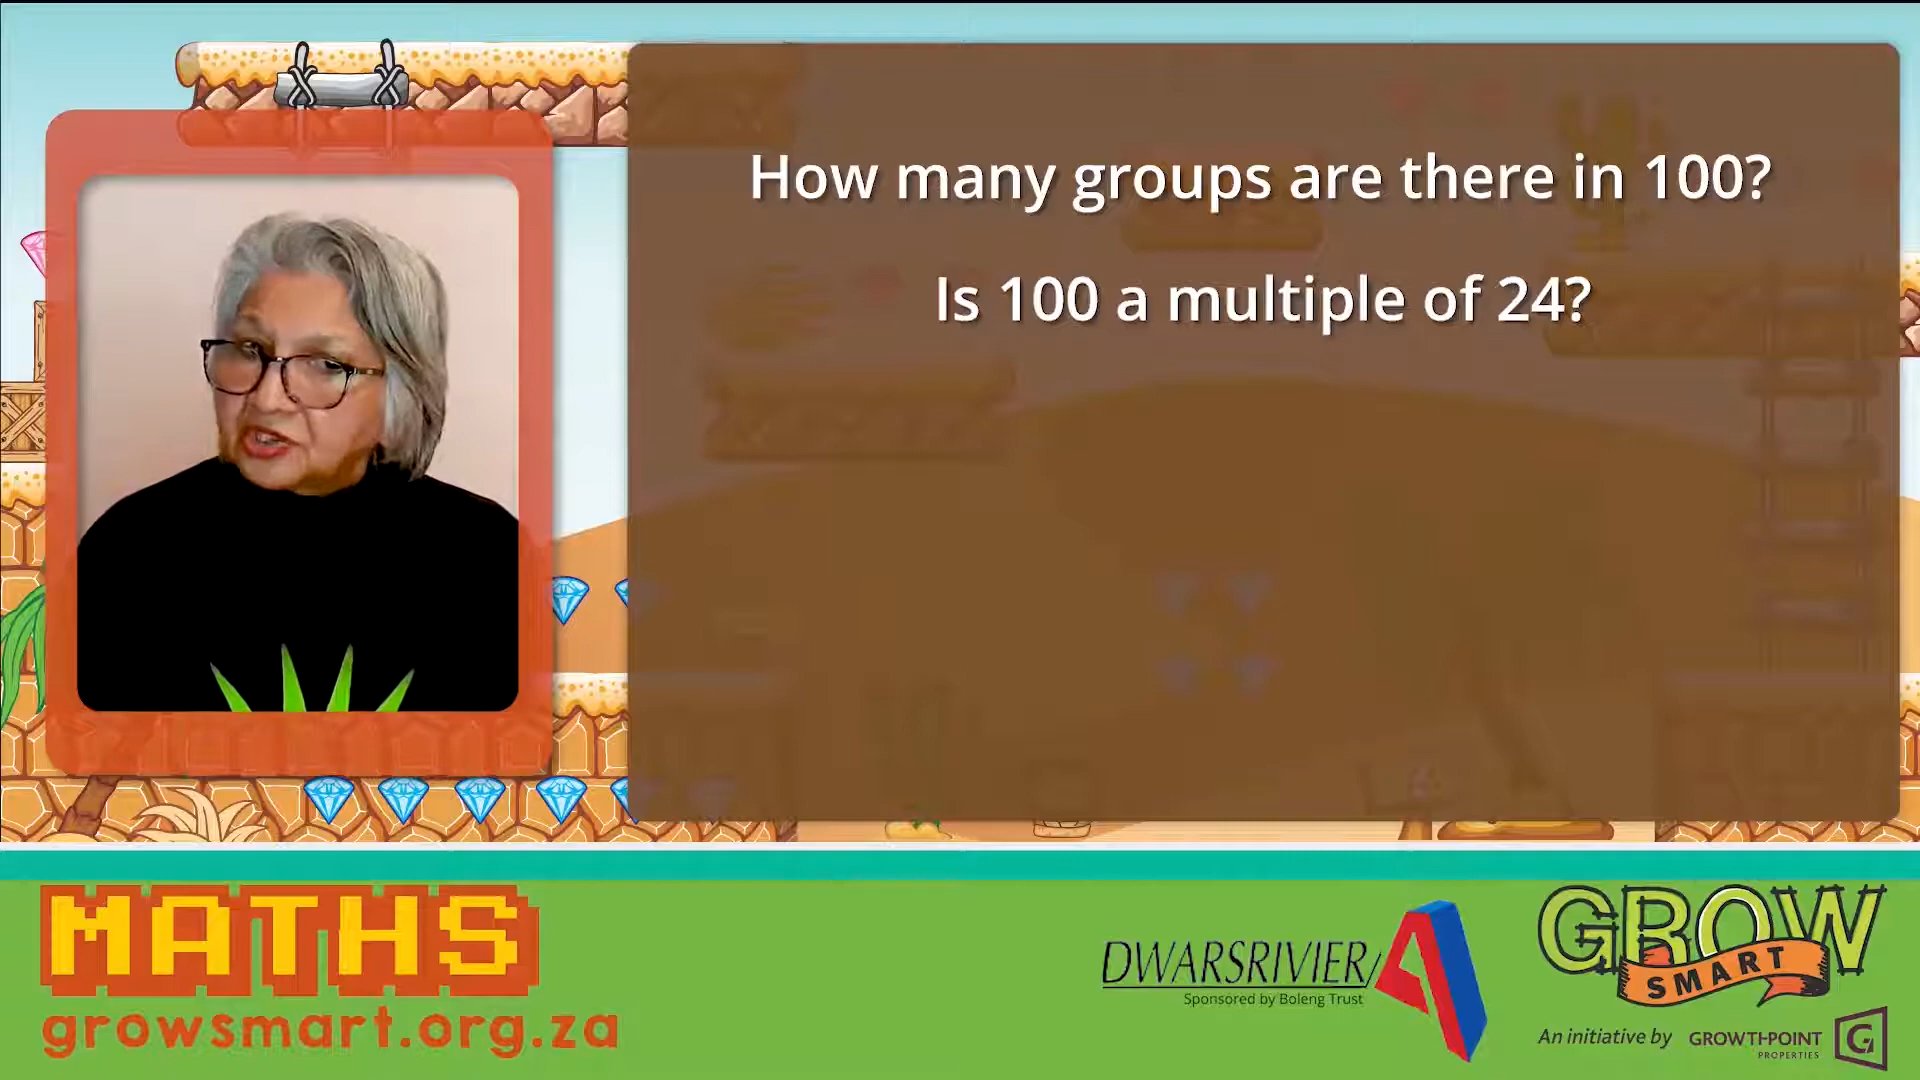 How many groups are there in 100?
Is 100 a multiple of 24?
MATHS
growsmart.org.za
DWARSRIVIER
Sponsored by Boleng Trust
GROW
SMART
An initiative by GROWTHPOINT
PROPERTIES